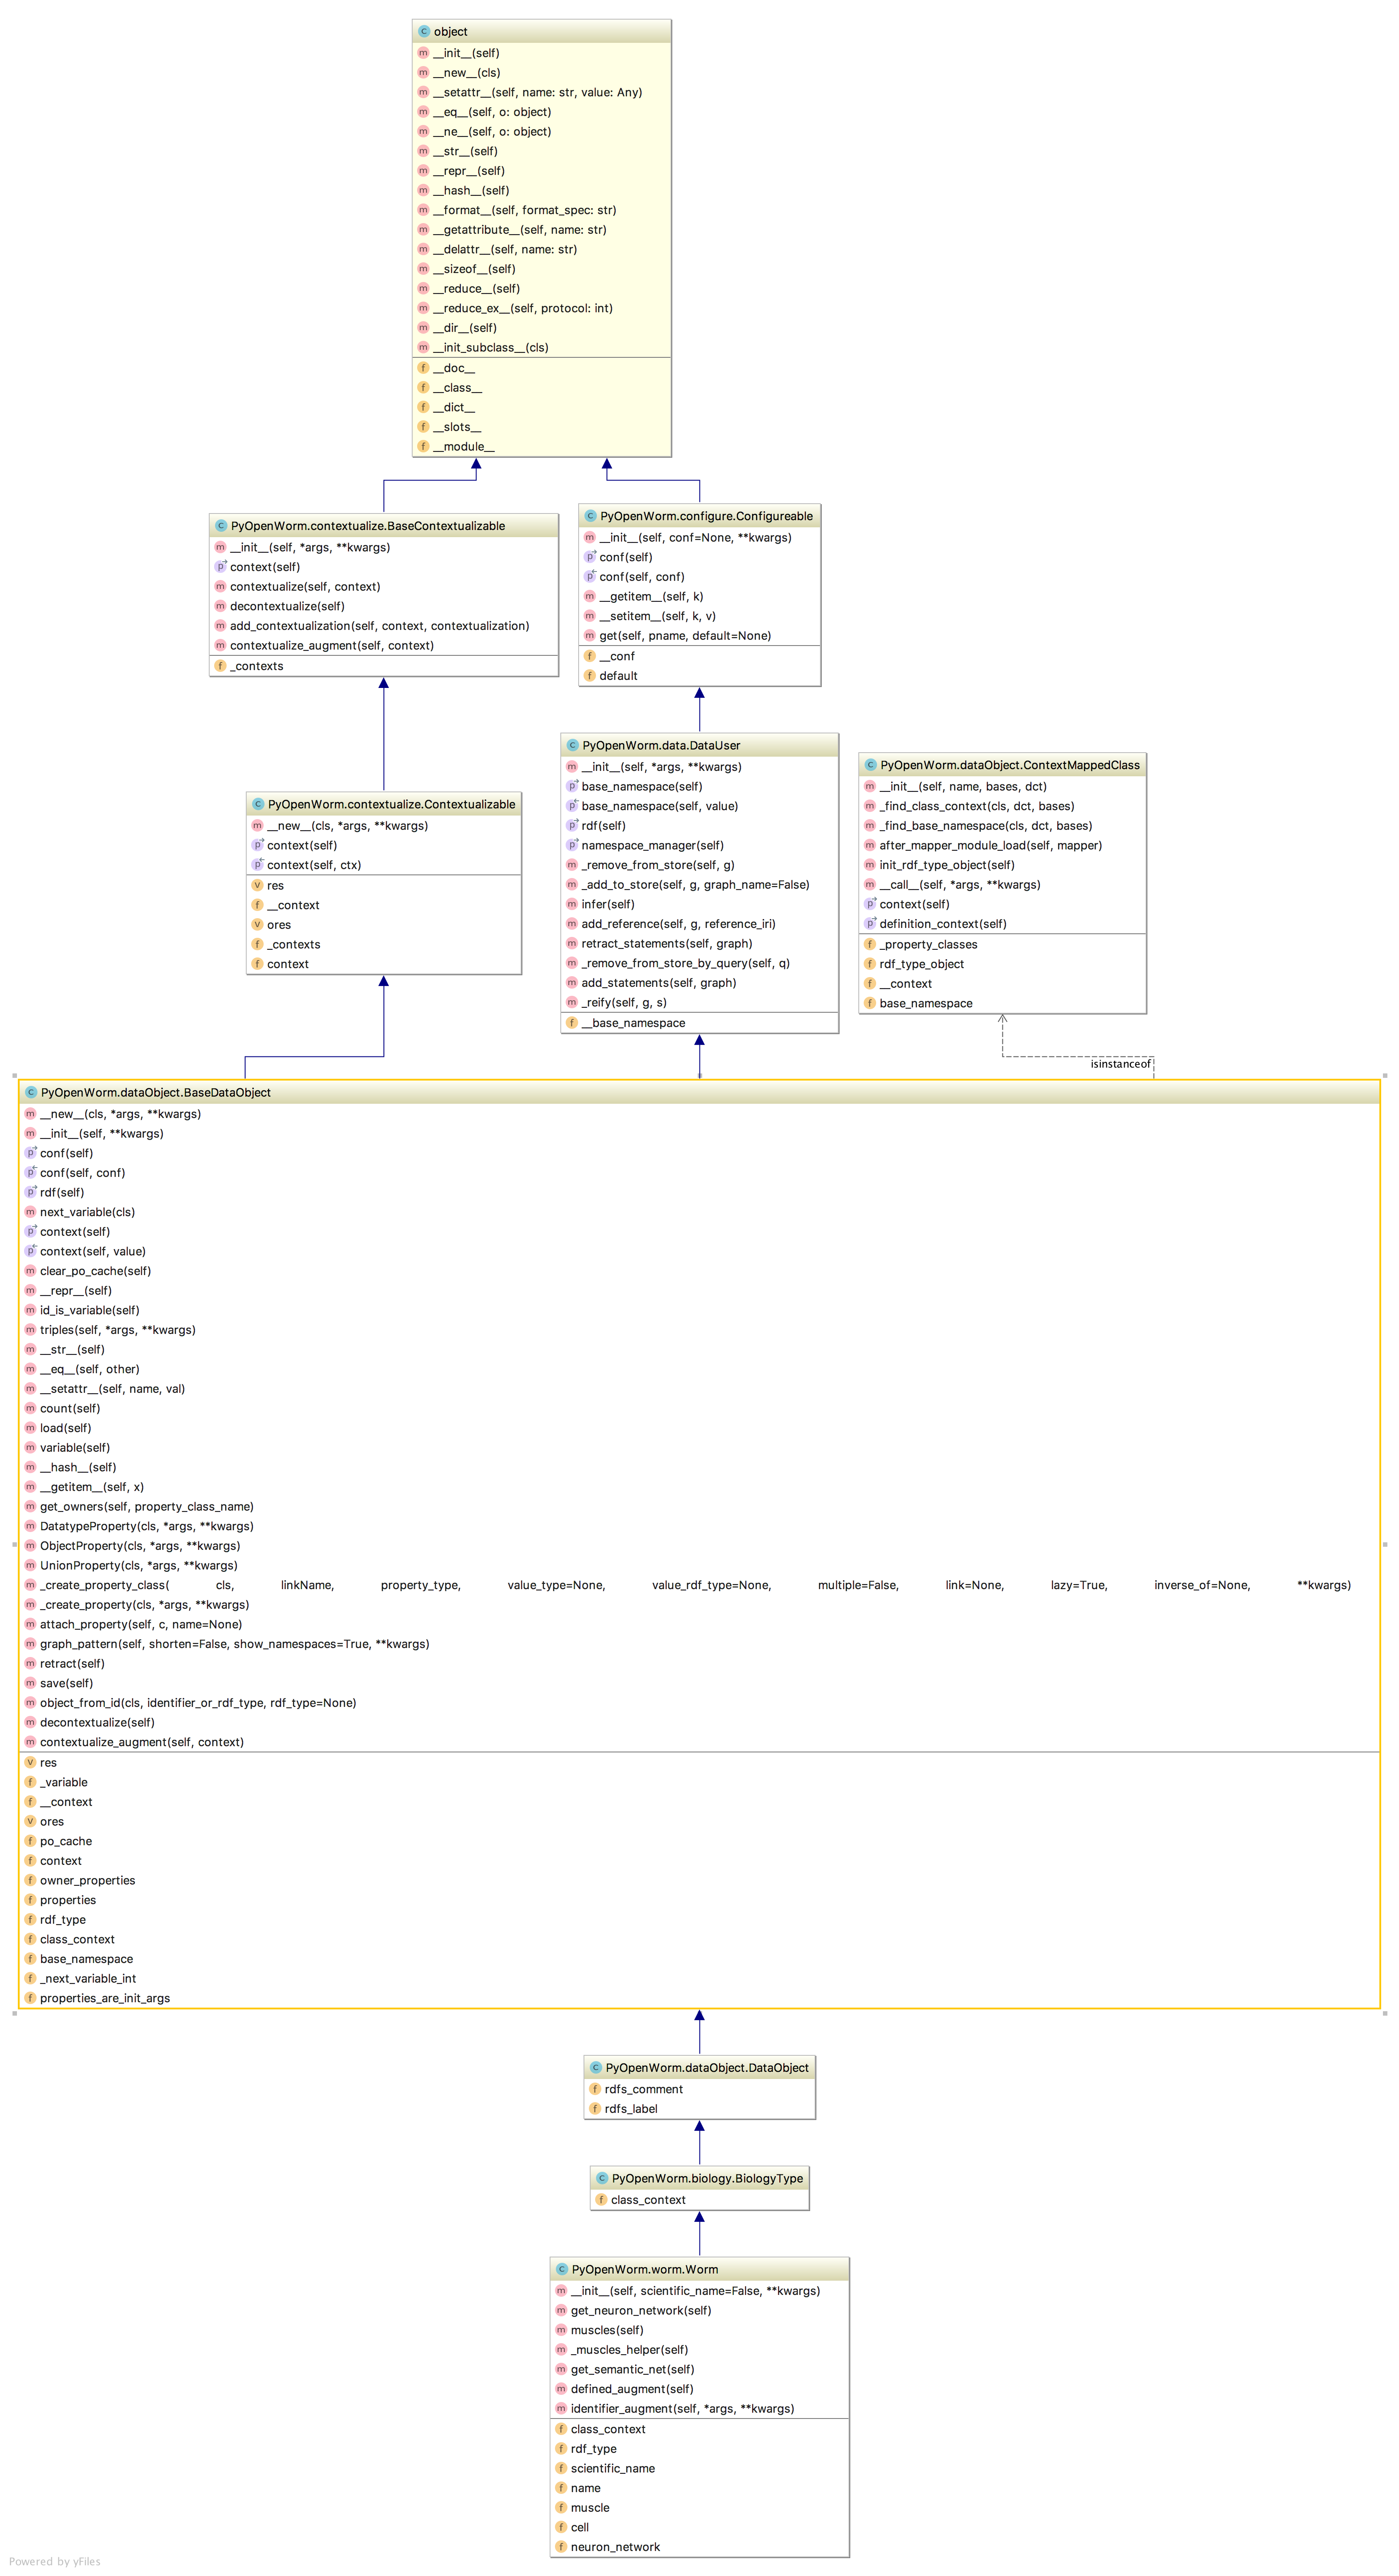 object
__init__(self)
__new__(cls)
__setattr__(self, name: str, value: Any)
__eq__(self, o: object)
__ne__(self, o: object)
__str__(self)
__repr__(self)
__hash__(self)
__format__(self, format_spec: str)
__getattribute__(self, name: str)
__delattr__(self, name: str)
__sizeof__(self)
__reduce__(self)
__reduce_ex__(self, protocol: int)
__dir__(self)
__init_subclass__(cls)
__doc__
__class__
__dict__
__slots__
__module__
PyOpenWorm.contextualize.BaseContextualizable
__init__(self, *args, **kwargs)
context(self)
contextualize(self, context)
decontextualize(self)
add_contextualization(self, context, contextualization)
contextualize_augment(self, context)
_contexts
PyOpenWorm.configure.Configureable
__init__(self, conf=None, **kwargs)
conf(self)
conf(self, conf)
__getitem__(self, k)
__setitem__(self, k, v)
get(self, pname, default=None)
__conf
default
PyOpenWorm.contextualize.Contextualizable
__new__(cls, *args, **kwargs)
context(self)
context(self, ctx)
res
__context
ores
_contexts
context
PyOpenWorm.data.DataUser
__init__(self, *args, **kwargs)
base_namespace(self)
base_namespace(self, value)
rdf(self)
namespace_manager(self)
_remove_from_store(self, g)
_add_to_store(self, g, graph_name=False)
infer(self)
add_reference(self, g, reference_iri)
retract_statements(self, graph)
_remove_from_store_by_query(self, q)
add_statements(self, graph)
_reify(self, g, s)
__base_namespace
PyOpenWorm.dataObject.ContextMappedClass
__init__(self, name, bases, dct)
_find_class_context(cls, dct, bases)
_find_base_namespace(cls, dct, bases)
after_mapper_module_load(self, mapper)
init_rdf_type_object(self)
__call__(self, *args, **kwargs)
context(self)
definition_context(self)
_property_classes
rdf_type_object
__context
base_namespace
isinstanceof
PyOpenWorm.dataObject.BaseDataObject
__new__(cls, *args, **kwargs)
__init__(self, **kwargs)
conf(self)
conf(self, conf)
rdf(self)
next_variable(cls)
context(self)
context(self, value)
clear_po_cache(self)
__repr__(self)
id_is_variable(self)
triples(self, *args, **kwargs)
__str__(self)
__eq__(self, other)
__setattr__(self, name, val)
count(self)
load(self)
variable(self)
__hash__(self)
__getitem__(self, x)
get_owners(self, property_class_name)
DatatypeProperty(cls, *args, **kwargs)
ObjectProperty(cls, *args, **kwargs)
UnionProperty(cls, *args, **kwargs)
_create_property_class( cls, linkName, property_type, value_type=None, value_rdf_type=None, multiple=False, link=None, lazy=True, inverse_of=None, **kwargs)
_create_property(cls, *args, **kwargs)
attach_property(self, c, name=None)
graph_pattern(self, shorten=False, show_namespaces=True, **kwargs)
retract(self)
save(self)
object_from_id(cls, identifier_or_rdf_type, rdf_type=None)
decontextualize(self)
contextualize_augment(self, context)
res
_variable
__context
ores
po_cache
context
owner_properties
properties
rdf_type
class_context
base_namespace
_next_variable_int
properties_are_init_args
PyOpenWorm.dataObject.DataObject
rdfs_comment
rdfs_label
PyOpenWorm.biology.BiologyType
class_context
PyOpenWorm.worm.Worm
__init__(self, scientific_name=False, **kwargs)
get_neuron_network(self)
muscles(self)
_muscles_helper(self)
get_semantic_net(self)
defined_augment(self)
identifier_augment(self, *args, **kwargs)
class_context
rdf_type
scientific_name
name
muscle
cell
neuron_network
Powered by yFiles